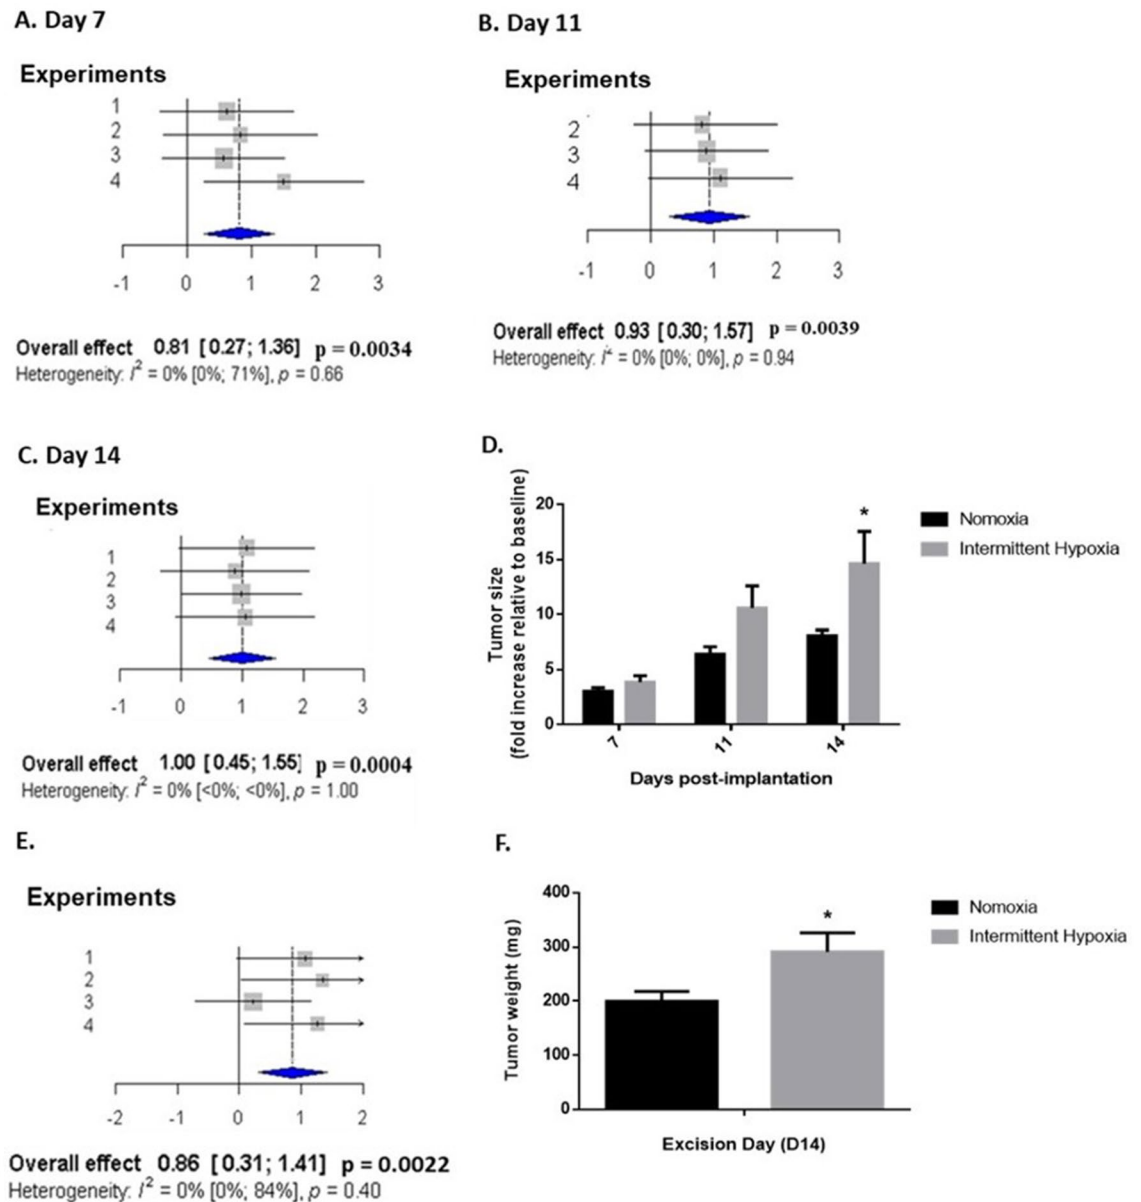 A. Day 7
Experiments
1
2
3
4
-1 0 1 2 3
Overall effect 0.81 [0.27; 1.36] p = 0.0034
Heterogeneity: I² = 0% [0%; 71%], p = 0.66
B. Day 11
Experiments
2
3
4
-1 0 1 2 3
Overall effect 0.93 [0.30; 1.57] p = 0.0039
Heterogeneity: I² = 0% [0%; 0%], p = 0.94
C. Day 14
Experiments
1
2
3
4
-1 0 1 2 3
Overall effect 1.00 [0.45; 1.55] p = 0.0004
Heterogeneity: I² = 0% [<0%; <0%], p = 1.00
D.
Tumor size
(fold increase relative to baseline)
20
15
10
5
0
*
7 11 14
Days post-implantation
Nomoxia
Intermittent Hypoxia
E.
Experiments
1
2
3
4
-2 -1 0 1 2
Overall effect 0.86 [0.31; 1.41] p = 0.0022
Heterogeneity: I² = 0% [0%; 84%], p = 0.40
F.
Tumor weight (mg)
400
300
200
100
0
*
Excision Day (D14)
Nomoxia
Intermittent Hypoxia